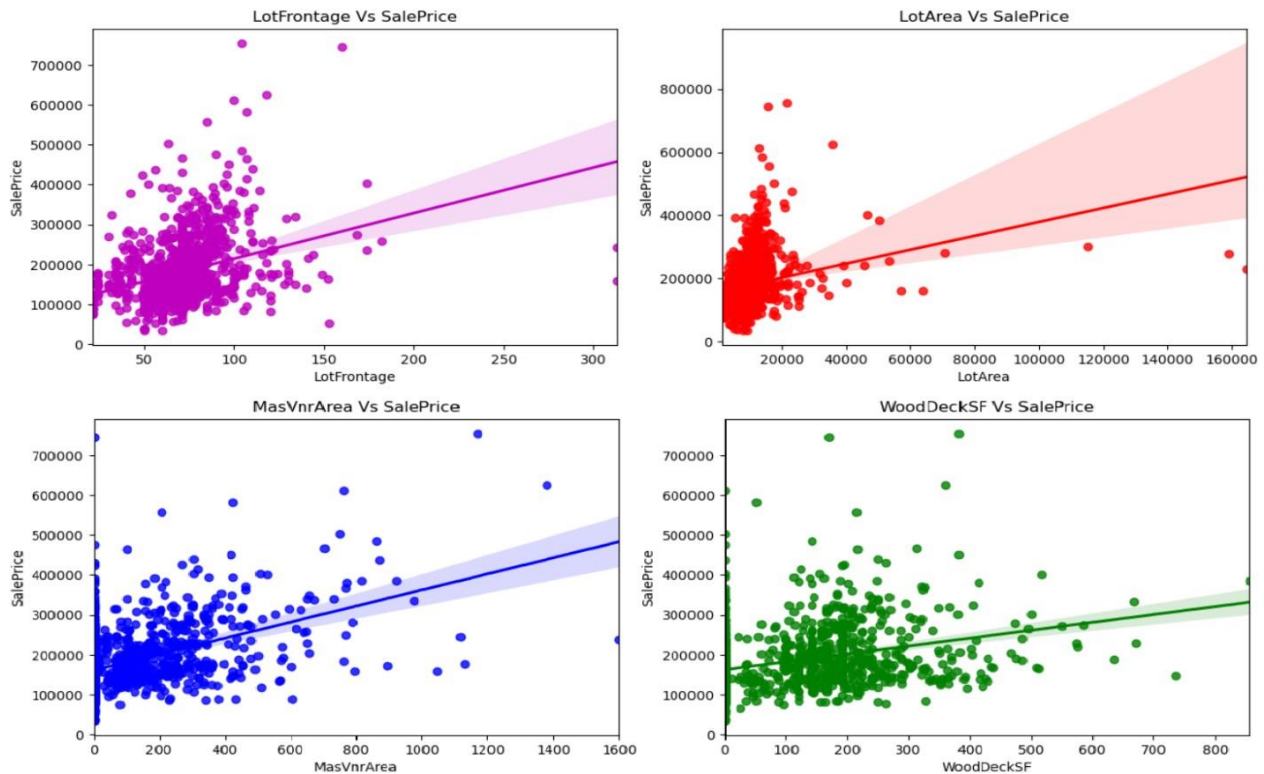 LotFrontage Vs SalePrice
700000
600000
500000
400000
300000
200000
100000
0
SalePrice
50 100 150 200 250 300
LotFrontage
LotArea Vs SalePrice
800000
600000
400000
200000
0
SalePrice
20000 40000 60000 80000 100000 120000 140000 160000
LotArea
MasVnrArea Vs SalePrice
700000
600000
500000
400000
300000
200000
100000
0
SalePrice
0 200 400 600 800 1000 1200 1400 1600
MasVnrArea
WoodDeckSF Vs SalePrice
700000
600000
500000
400000
300000
200000
100000
0
SalePrice
0 100 200 300 400 500 600 700 800
WoodDeckSF